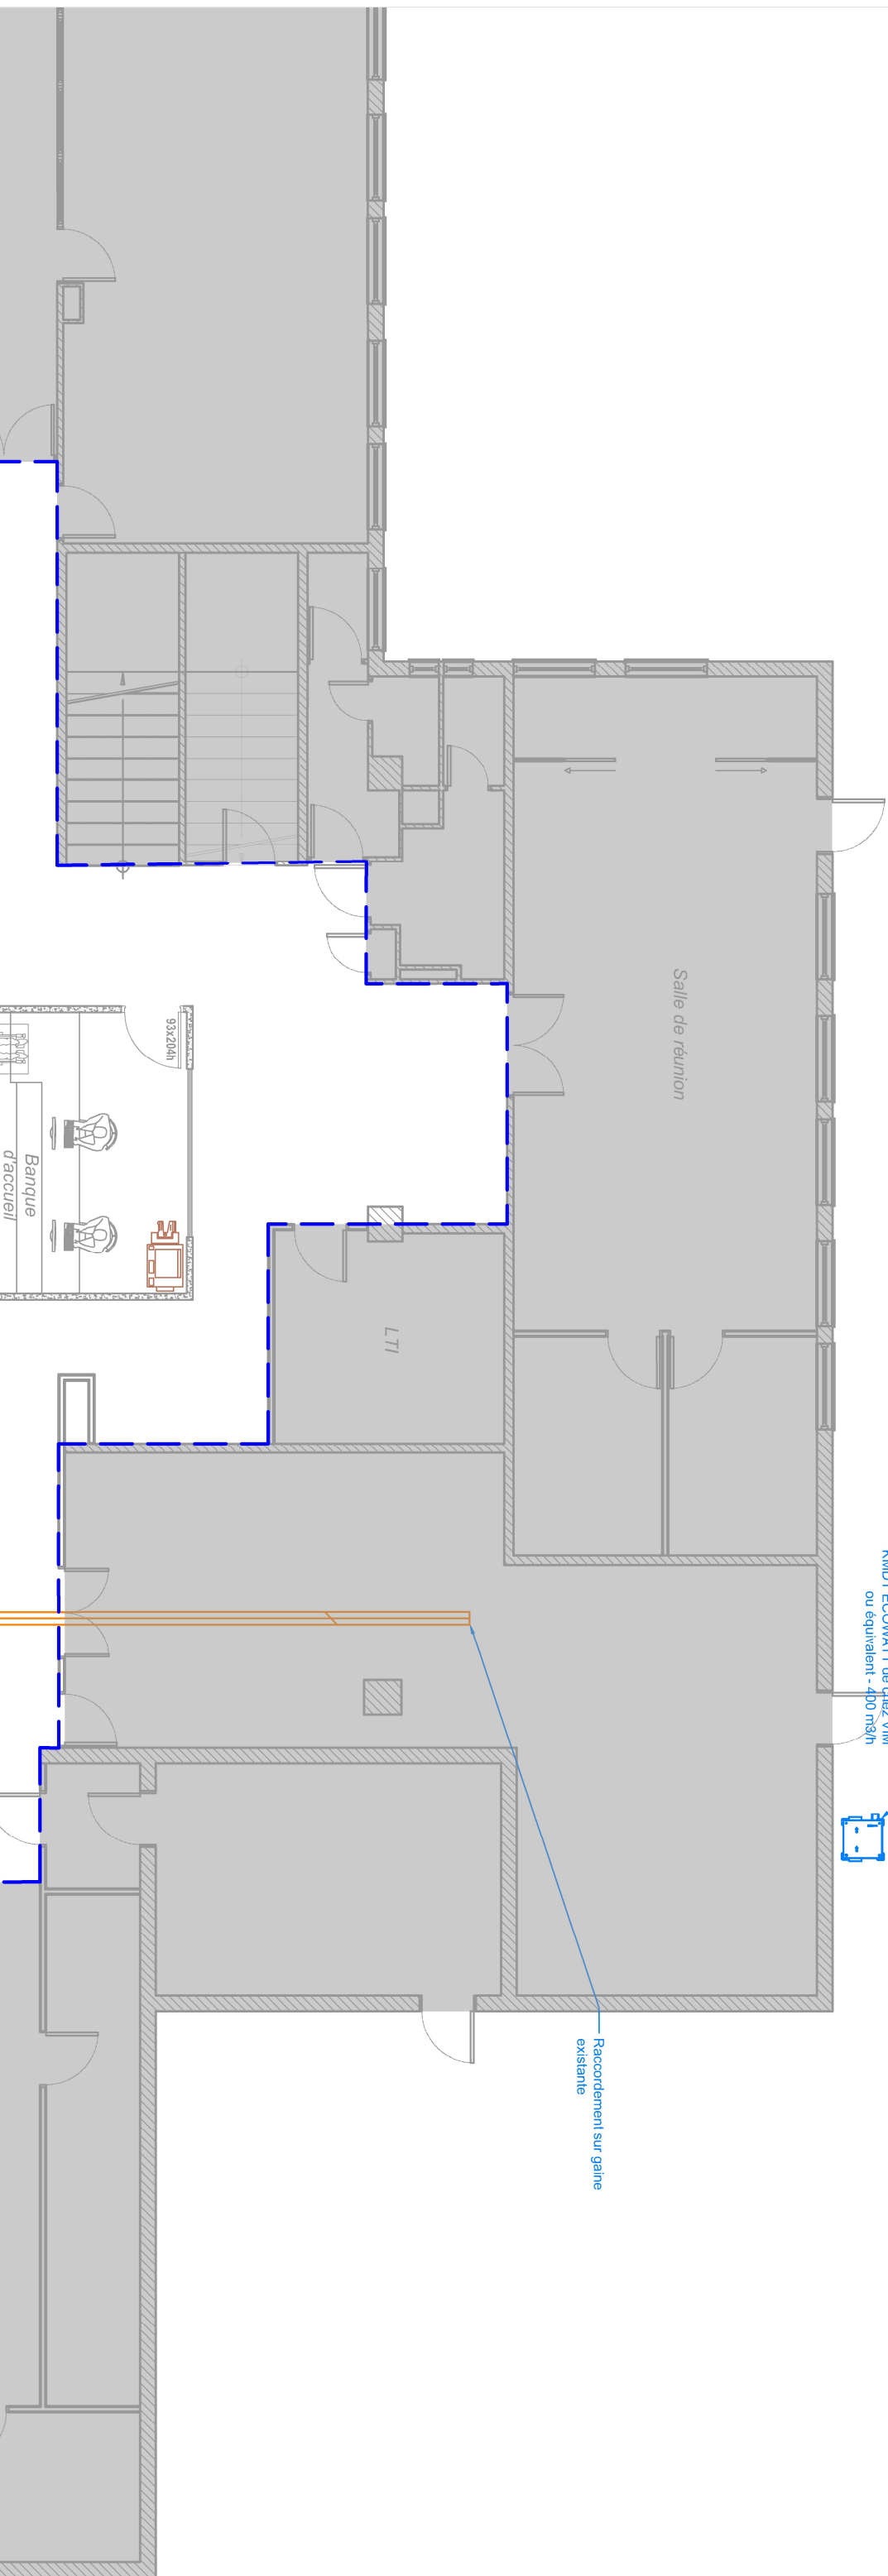 ou équivalent - 400 m3/h
Salle de réunion
93x204h
Banque
d'accueil
LTI
Raccordement sur gaine
existante